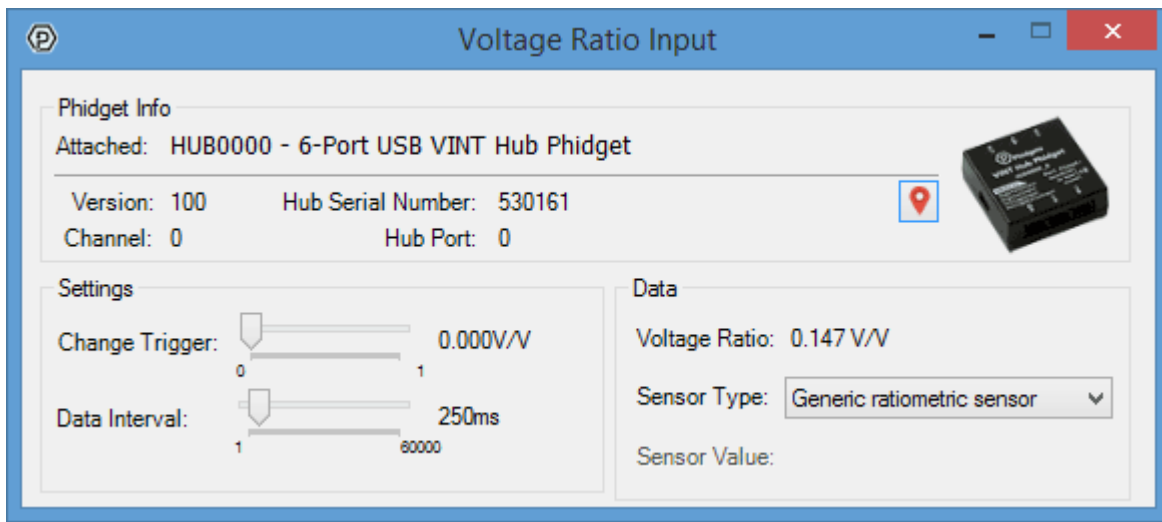 Voltage Ratio Input
Phidget Info
Attached: HUB0000 - 6-Port USB VINT Hub Phidget
Version: 100 Hub Serial Number: 530161
Channel: 0 Hub Port: 0
Settings
Change Trigger: 0.000V/V
0 1
Data Interval: 250ms
1 60000
Data
Voltage Ratio: 0.147 V/V
Sensor Type: Generic ratiometric sensor
Sensor Value: